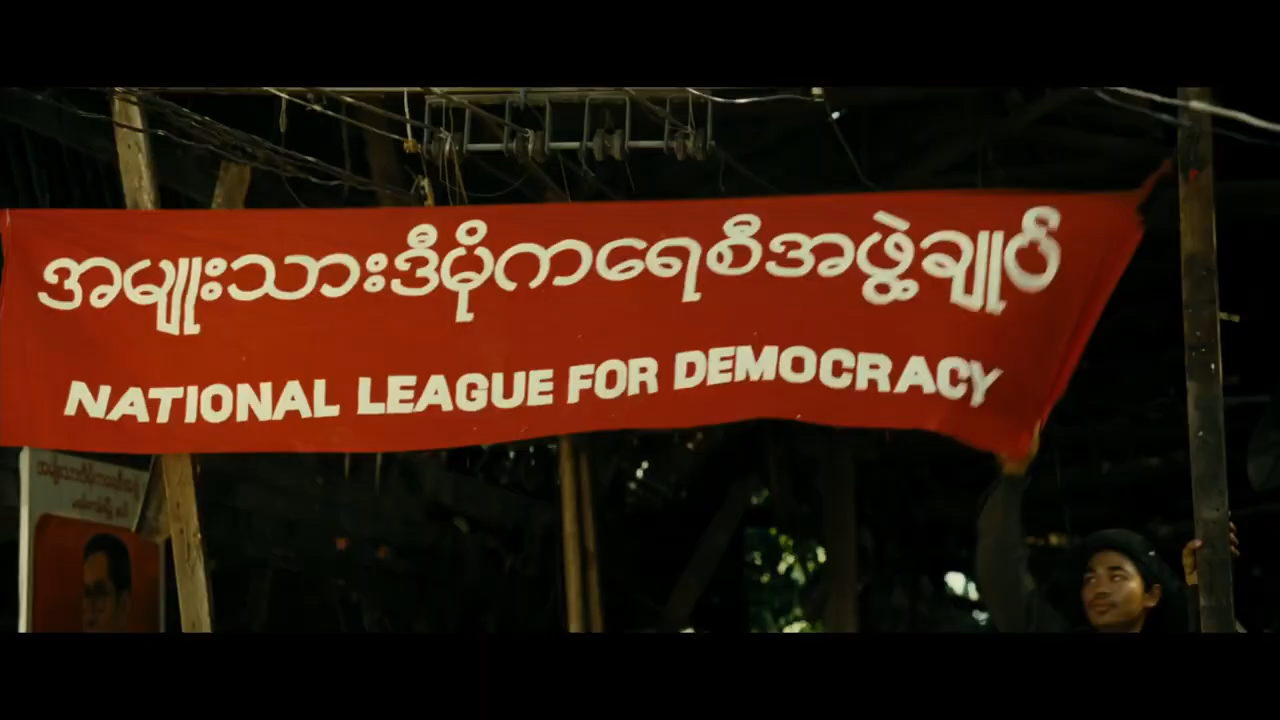 အမျိုးသားဒီမိုကရေစီအဖွဲ့ချုပ်
NATIONAL LEAGUE FOR DEMOCRACY